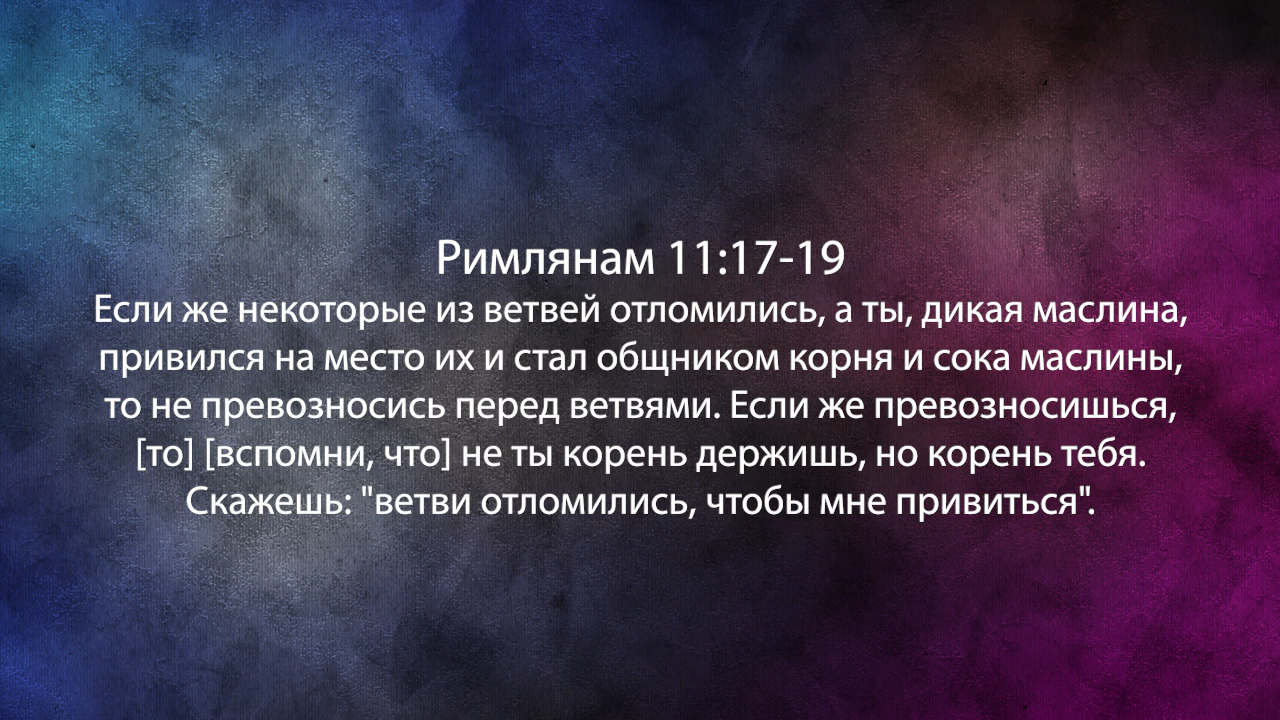 Римлянам 11:17-19
Если же некоторые из ветвей отломились, а ты, дикая маслина,
привился на место их и стал общником корня и сока маслины,
то не превозносись перед ветвями. Если же превозносишься,
[то] [вспомни, что] не ты корень держишь, но корень тебя.
Скажешь: "ветви отломились, чтобы мне привиться".